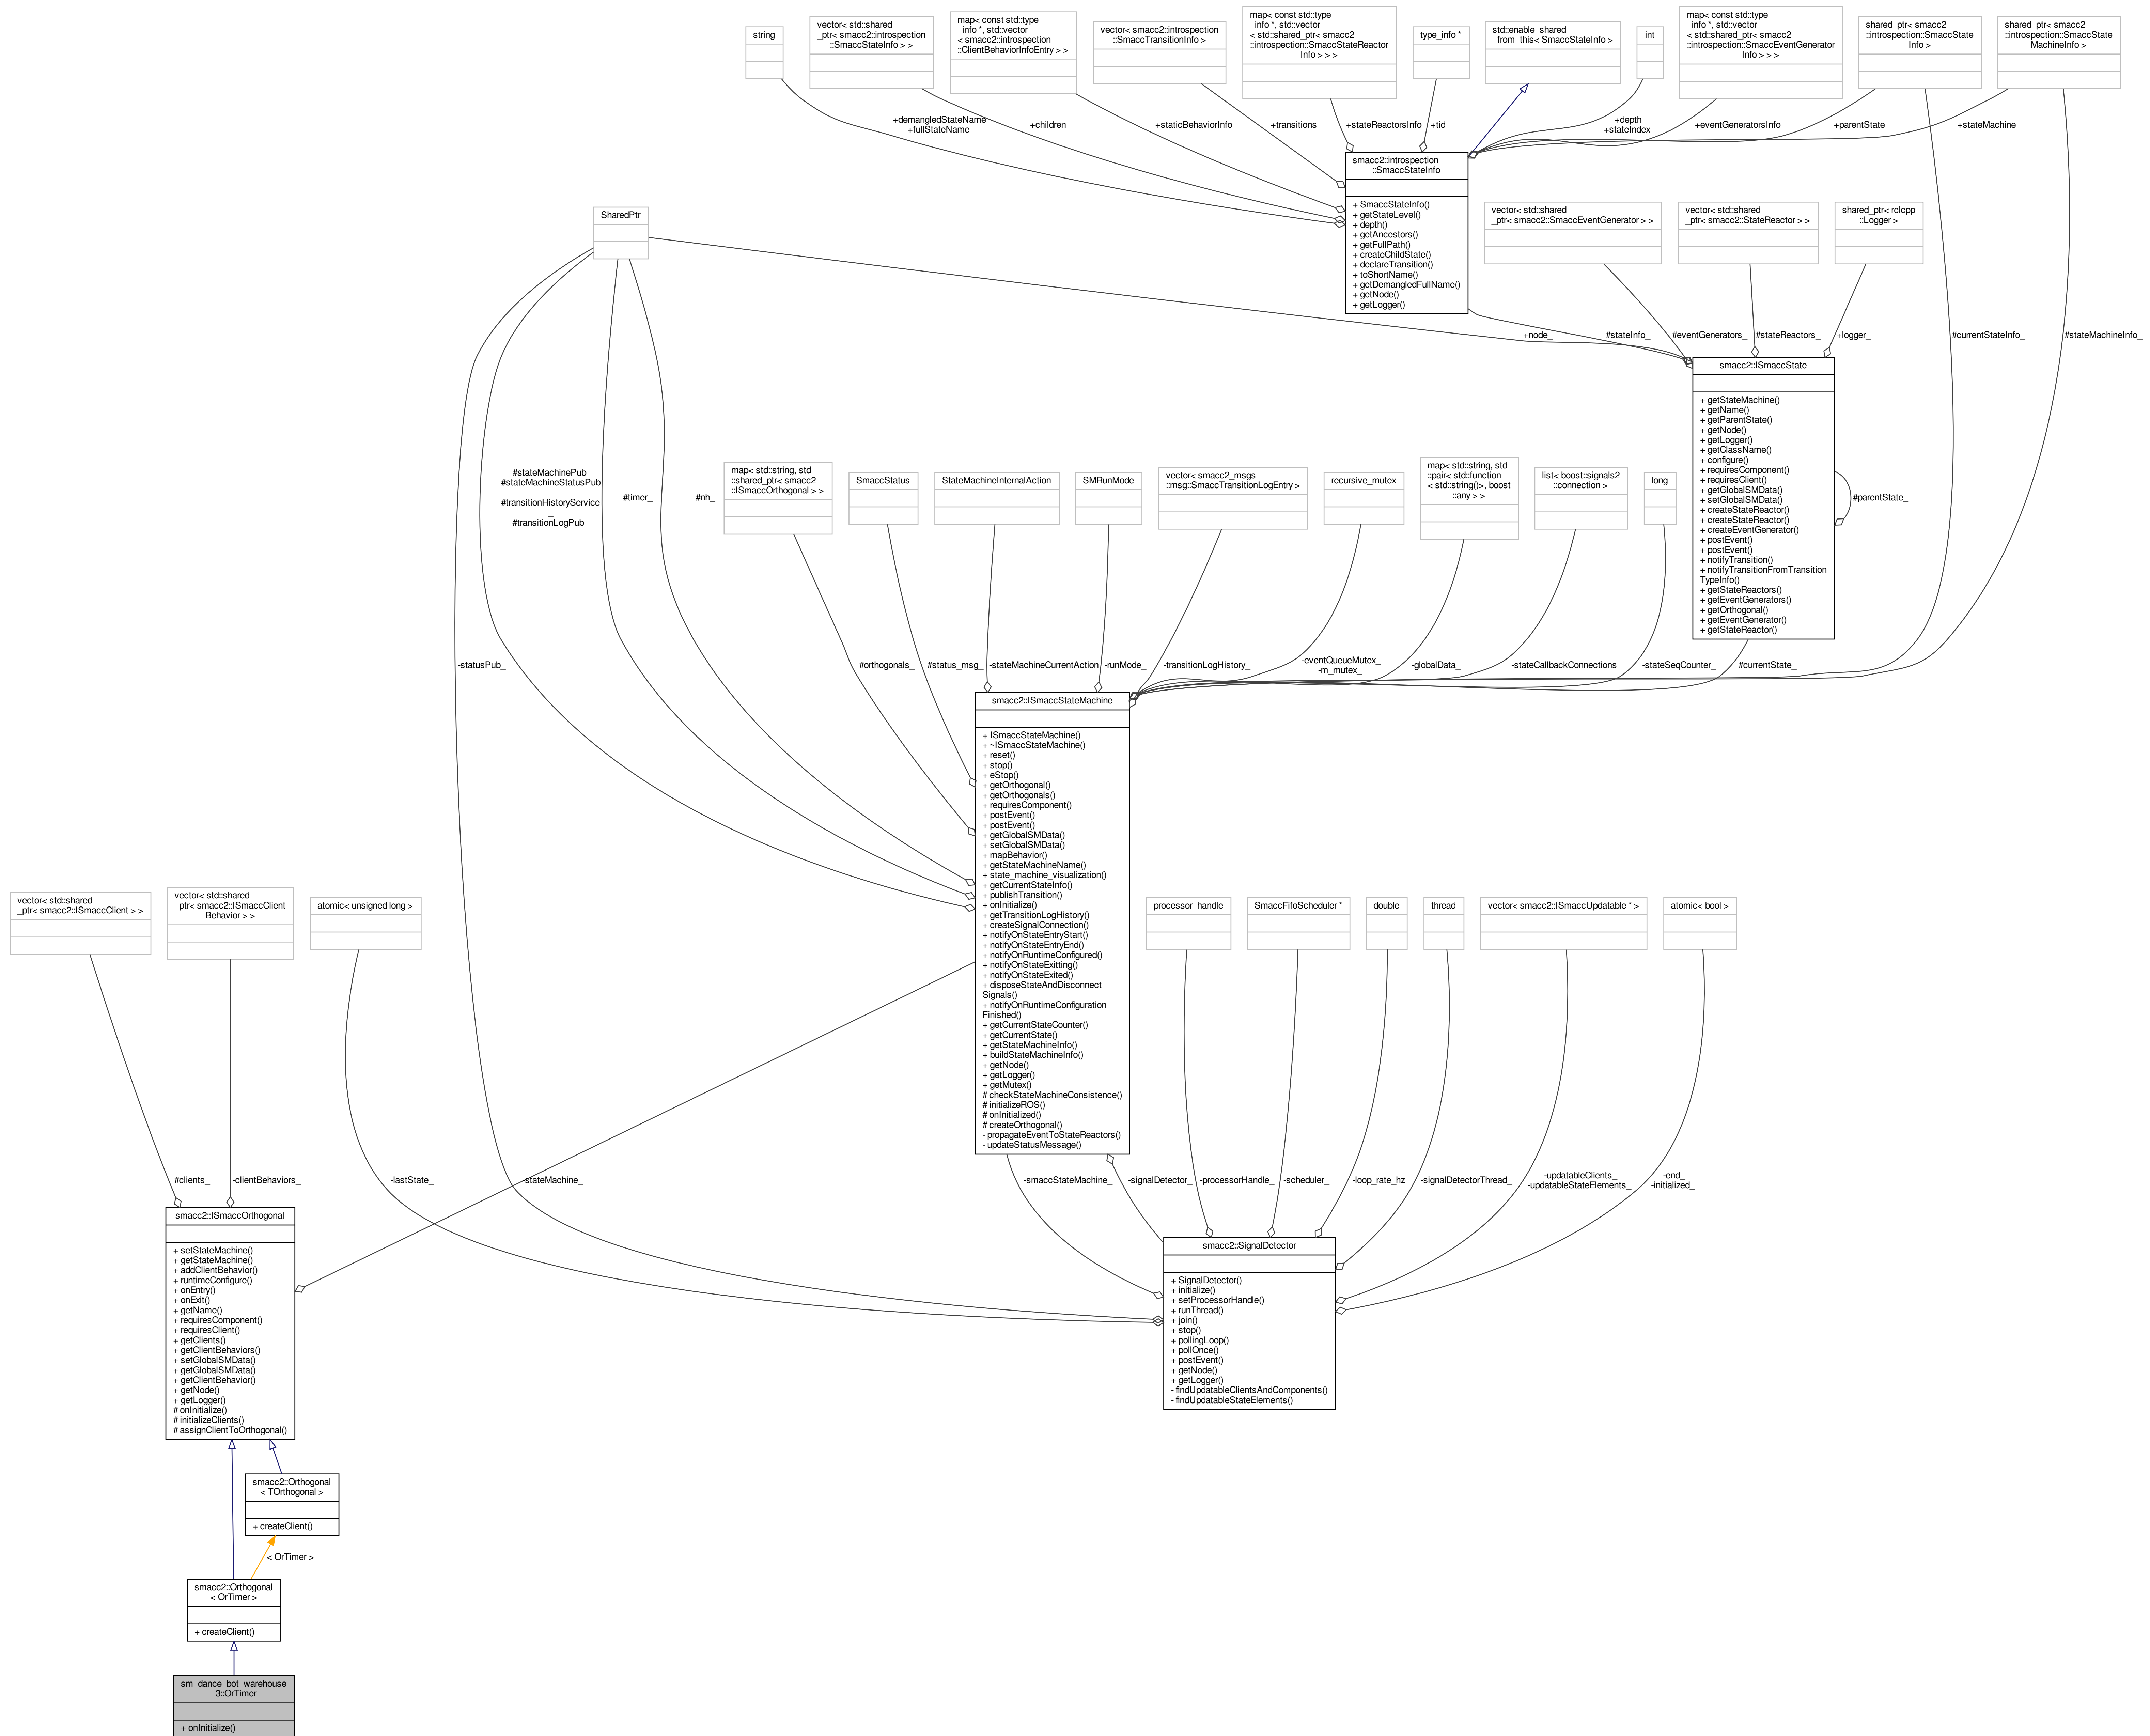 string
vector< std::shared
_ptr< smacc2::introspection
::SmaccStateInfo > >
map< const std::type
_info *, std::vector
< smacc2::introspection
::ClientBehaviorInfoEntry > >
vector< smacc2::introspection
::SmaccTransitionInfo >
map< const std::type
_info *, std::vector
< std::shared_ptr< smacc2
::introspection::SmaccStateReactor
Info > > >
type_info *
std::enable_shared
_from_this< SmaccStateInfo >
int
map< const std::type
_info *, std::vector
< std::shared_ptr< smacc2
::introspection::SmaccEventGenerator
Info > > >
shared_ptr< smacc2
::introspection::SmaccState
Info >
shared_ptr< smacc2
::introspection::SmaccState
MachineInfo >
+demangledStateName
+fullStateName
+children_
+staticBehaviorInfo
+transitions_
+stateReactorsInfo
+tid_
+depth_
+stateIndex_
+eventGeneratorsInfo
+parentState_
+stateMachine_
smacc2::introspection
::SmaccStateInfo
+ SmaccStateInfo()
+ getStateLevel()
+ depth()
+ getAncestors()
+ getFullPath()
+ createChildState()
+ declareTransition()
+ toShortName()
+ getDemangledFullName()
+ getNode()
+ getLogger()
SharedPtr
vector< std::shared
_ptr< smacc2::SmaccEventGenerator > >
vector< std::shared
_ptr< smacc2::StateReactor > >
shared_ptr< rclcpp
::Logger >
+node_
#stateInfo_
#eventGenerators_
#stateReactors_
+logger_
#currentStateInfo_
#stateMachineInfo_
smacc2::ISmaccState
+ getStateMachine()
+ getName()
+ getParentState()
+ getNode()
+ getLogger()
+ getClassName()
+ configure()
+ requiresComponent()
+ requiresClient()
+ getGlobalSMData()
+ setGlobalSMData()
+ createStateReactor()
+ createStateReactor()
+ createEventGenerator()
+ postEvent()
+ postEvent()
+ notifyTransition()
+ notifyTransitionFromTransition
TypeInfo()
+ getStateReactors()
+ getEventGenerators()
+ getOrthogonal()
+ getEventGenerator()
+ getStateReactor()
#parentState_
#stateMachinePub_
#stateMachineStatusPub
_
#transitionHistoryService
_
#transitionLogPub_
#timer_
#nh_
map< std::string, std
::shared_ptr< smacc2
::ISmaccOrthogonal > >
SmaccStatus
StateMachineInternalAction
SMRunMode
vector< smacc2_msgs
::msg::SmaccTransitionLogEntry >
recursive_mutex
map< std::string, std
::pair< std::function
< std::string()>, boost
::any > >
list< boost::signals2
::connection >
long
-statusPub_
#orthogonals_
#status_msg_
-stateMachineCurrentAction
-runMode_
-transitionLogHistory_
-eventQueueMutex_
-m_mutex_
-globalData_
-stateCallbackConnections
-stateSeqCounter_
#currentState_
smacc2::ISmaccStateMachine
+ ISmaccStateMachine()
+ ~ISmaccStateMachine()
+ reset()
+ stop()
+ eStop()
+ getOrthogonal()
+ getOrthogonals()
+ requiresComponent()
+ postEvent()
+ postEvent()
+ getGlobalSMData()
+ setGlobalSMData()
+ mapBehavior()
+ getStateMachineName()
+ state_machine_visualization()
+ getCurrentStateInfo()
+ publishTransition()
+ onInitialize()
+ getTransitionLogHistory()
+ createSignalConnection()
+ notifyOnStateEntryStart()
+ notifyOnStateEntryEnd()
+ notifyOnRuntimeConfigured()
+ notifyOnStateExitting()
+ notifyOnStateExited()
+ disposeStateAndDisconnect
Signals()
+ notifyOnRuntimeConfiguration
Finished()
+ getCurrentStateCounter()
+ getCurrentState()
+ getStateMachineInfo()
+ buildStateMachineInfo()
+ getNode()
+ getLogger()
+ getMutex()
# checkStateMachineConsistence()
# initializeROS()
# onInitialized()
# createOrthogonal()
- propagateEventToStateReactors()
- updateStatusMessage()
vector< std::shared
_ptr< smacc2::ISmaccClient > >
vector< std::shared
_ptr< smacc2::ISmaccClient
Behavior > >
atomic< unsigned long >
processor_handle
SmaccFifoScheduler *
double
thread
vector< smacc2::ISmaccUpdatable * >
atomic< bool >
#clients_
-clientBehaviors_
-lastState_
-stateMachine_
-smaccStateMachine_
-signalDetector_
-processorHandle_
-scheduler_
-loop_rate_hz
-signalDetectorThread_
-updatableClients_
-updatableStateElements_
-end_
-initialized_
smacc2::ISmaccOrthogonal
+ setStateMachine()
+ getStateMachine()
+ addClientBehavior()
+ runtimeConfigure()
+ onEntry()
+ onExit()
+ getName()
+ requiresComponent()
+ requiresClient()
+ getClients()
+ getClientBehaviors()
+ setGlobalSMData()
+ getGlobalSMData()
+ getClientBehavior()
+ getNode()
+ getLogger()
# onInitialize()
# initializeClients()
# assignClientToOrthogonal()
smacc2::SignalDetector
+ SignalDetector()
+ initialize()
+ setProcessorHandle()
+ runThread()
+ join()
+ stop()
+ pollingLoop()
+ pollOnce()
+ postEvent()
+ getNode()
+ getLogger()
- findUpdatableClientsAndComponents()
- findUpdatableStateElements()
smacc2::Orthogonal
< TOrthogonal >
+ createClient()
< OrTimer >
smacc2::Orthogonal
< OrTimer >
+ createClient()
sm_dance_bot_warehouse
_3::OrTimer
+ onInitialize()